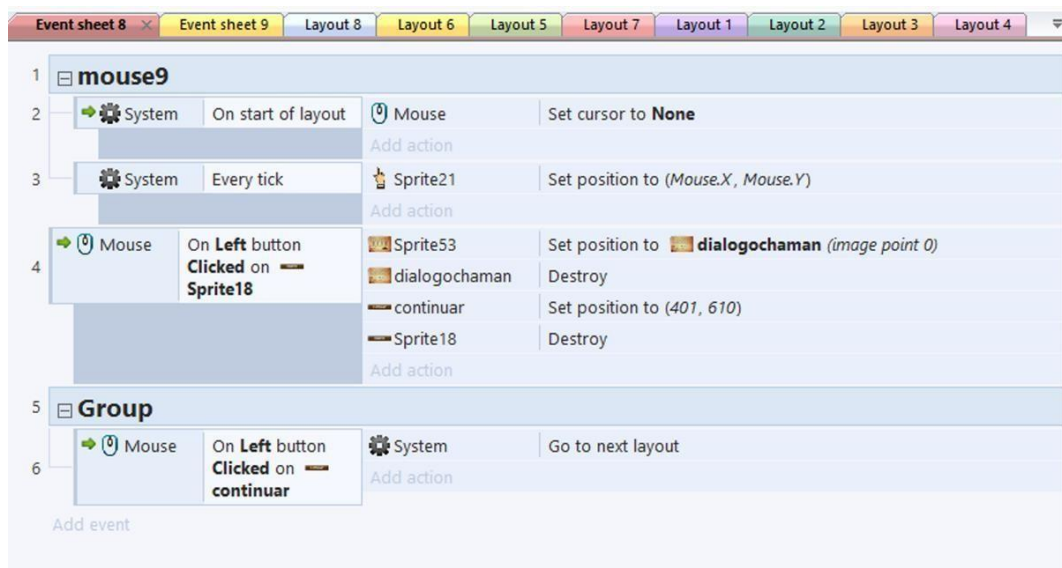 Event sheet 8 Event sheet 9 Layout 8 Layout 6 Layout 5 Layout 7 Layout 1 Layout 2 Layout 3 Layout 4
1 mouse9
2 System On start of layout Mouse Set cursor to None
Add action
3 System Every tick Sprite21 Set position to (Mouse.X, Mouse.Y)
Add action
4 Mouse On Left button Clicked on Sprite18 Sprite53 Set position to dialogochaman (image point 0)
dialogochaman Destroy
continuar Set position to (401, 610)
Sprite18 Destroy
Add action
5 Group
6 Mouse On Left button Clicked on continuar System Go to next layout
Add action
Add event